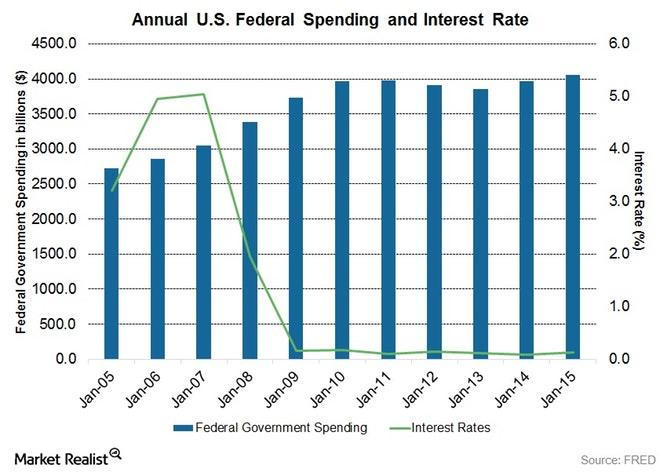 Annual U.S. Federal Spending and Interest Rate
Federal Government Spending in billions ($)
4500.0
4000.0
3500.0
3000.0
2500.0
2000.0
1500.0
1000.0
500.0
0.0
6.0
5.0
4.0
3.0
2.0
1.0
0.0
Interest Rate (%)
Jan-05
Jan-06
Jan-07
Jan-08
Jan-09
Jan-10
Jan-11
Jan-12
Jan-13
Jan-14
Jan-15
Federal Government Spending
Interest Rates
Market Realist
Source: FRED